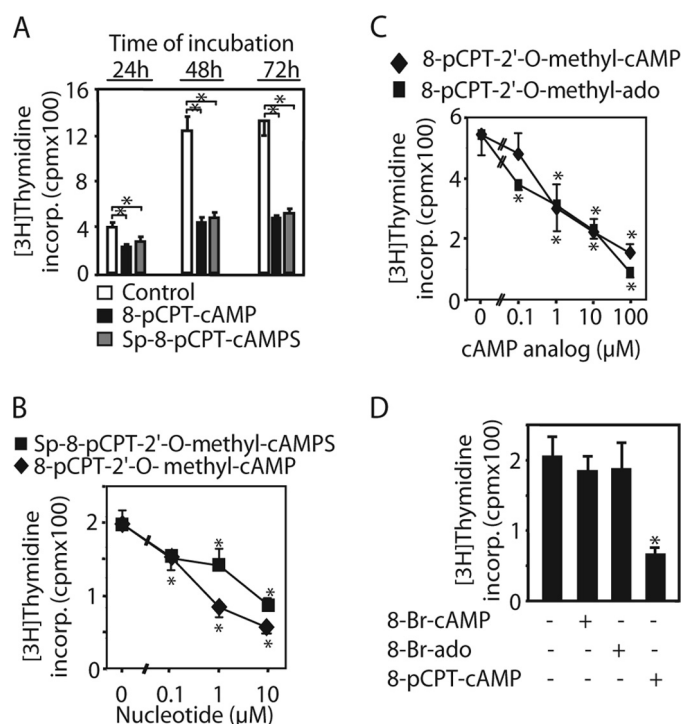 A
Time of incubation
24h 48h 72h
[3H]Thymidine
incorp. (cpmx100)
16
12
8
4
0
* * * * * *
Control
8-pCPT-cAMP
Sp-8-pCPT-cAMPS
B
Sp-8-pCPT-2'-O-methyl-cAMPS
8-pCPT-2'-O- methyl-cAMP
[3H]Thymidine
incorp. (cpmx100)
2
1
0
* * * * *
0 0.1 1 10
Nucleotide (µM)
C
8-pCPT-2'-O-methyl-cAMP
8-pCPT-2'-O-methyl-ado
[3H]Thymidine
incorp. (cpmx100)
6
4
2
0
* * * * * * *
0 0.1 1 10 100
cAMP analog (µM)
D
[3H]Thymidine
incorp. (cpmx100)
2
1
0
*
8-Br-cAMP - + - -
8-Br-ado - - + -
8-pCPT-cAMP - - - +